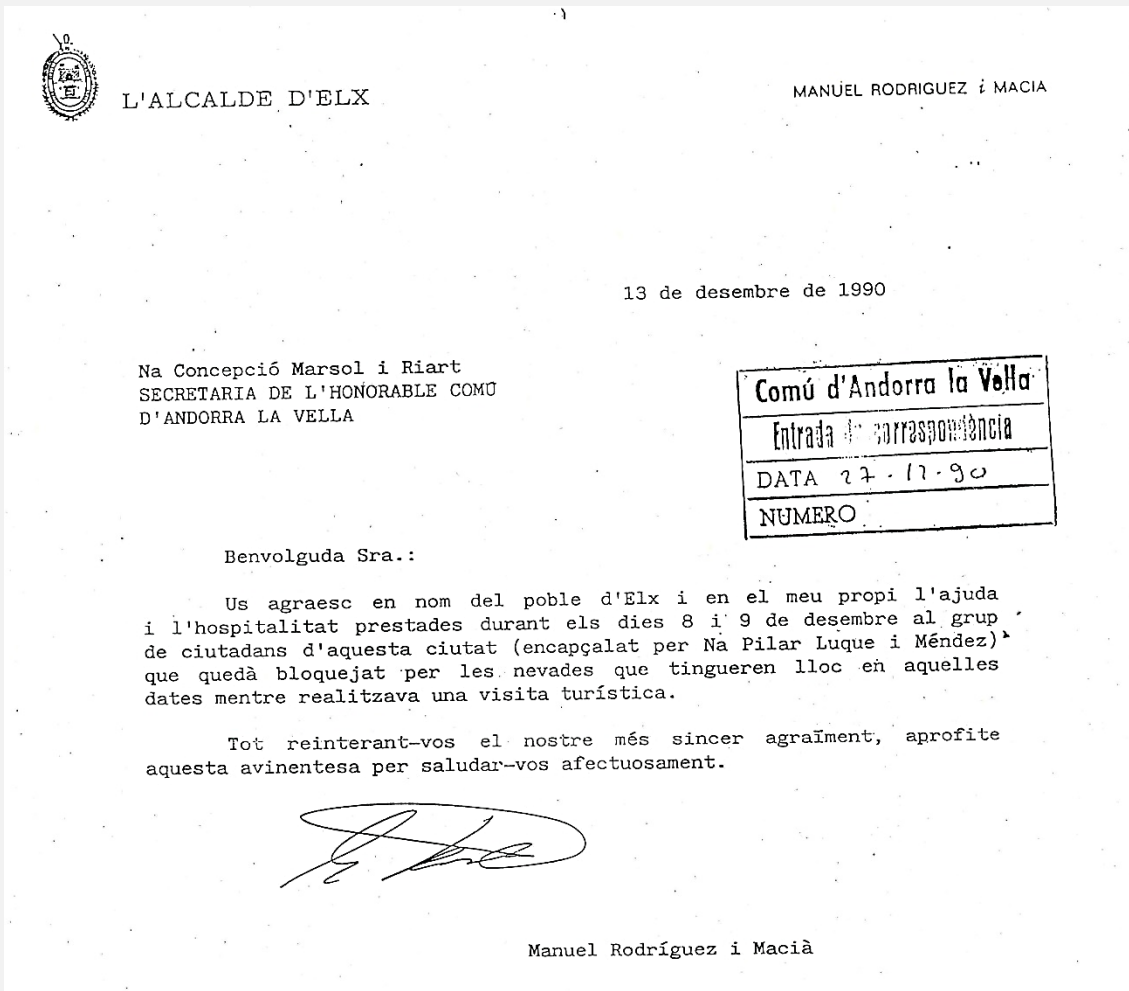 L'ALCALDE D'ELX
MANUEL RODRIGUEZ i MACIA
13 de desembre de 1990
Na Concepció Marsol i Riart
SECRETARIA DE L'HONORABLE COMÚ
D'ANDORRA LA VELLA
Comú d'Andorra la Vella
Entrada de correspondència
DATA 27-12-90
NUMERO
Benvolguda Sra.:
Us agraesc en nom del poble d'Elx i en el meu propi l'ajuda
i l'hospitalitat prestades durant els dies 8 i 9 de desembre al grup
de ciutadans d'aquesta ciutat (encapçalat per Na Pilar Luque i Méndez)
que quedà bloquejat per les nevades que tingueren lloc en aquelles
dates mentre realitzava una visita turística.
Tot reinterant-vos el nostre més sincer agraïment, aprofite
aquesta avinentesa per saludar-vos afectuosament.
Manuel Rodríguez i Macià